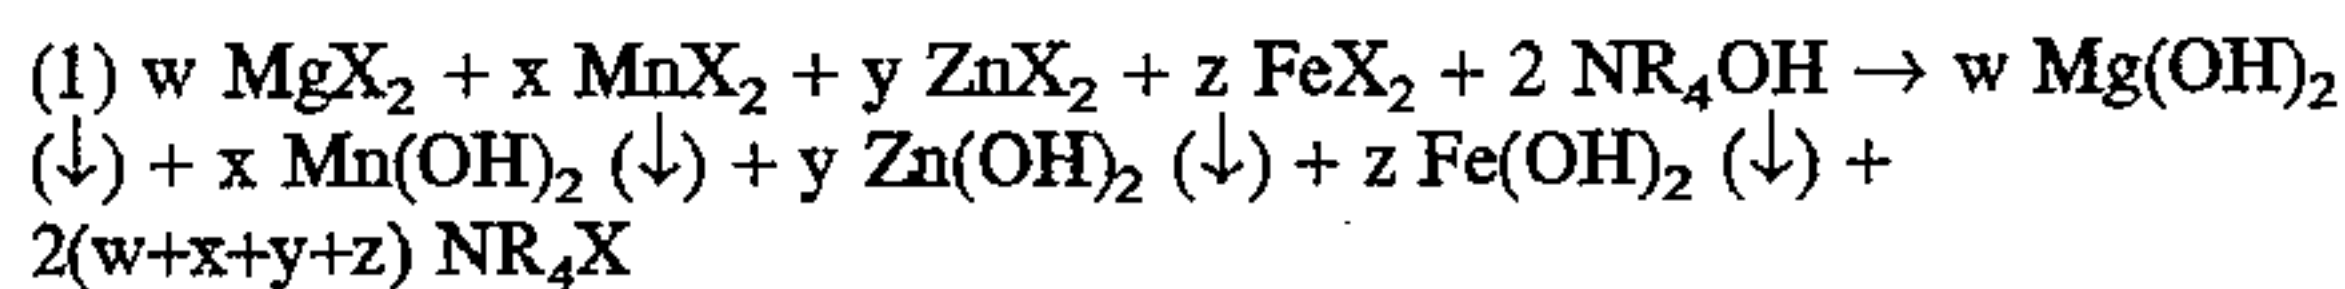 (1) w MgX₂ + x MnX₂ + y ZnX₂ + z FeX₂ + 2 NR₄OH → w Mg(OH)₂
(↓) + x Mn(OH)₂ (↓) + y Zn(OH)₂ (↓) + z Fe(OH)₂ (↓) +
2(w+x+y+z) NR₄X